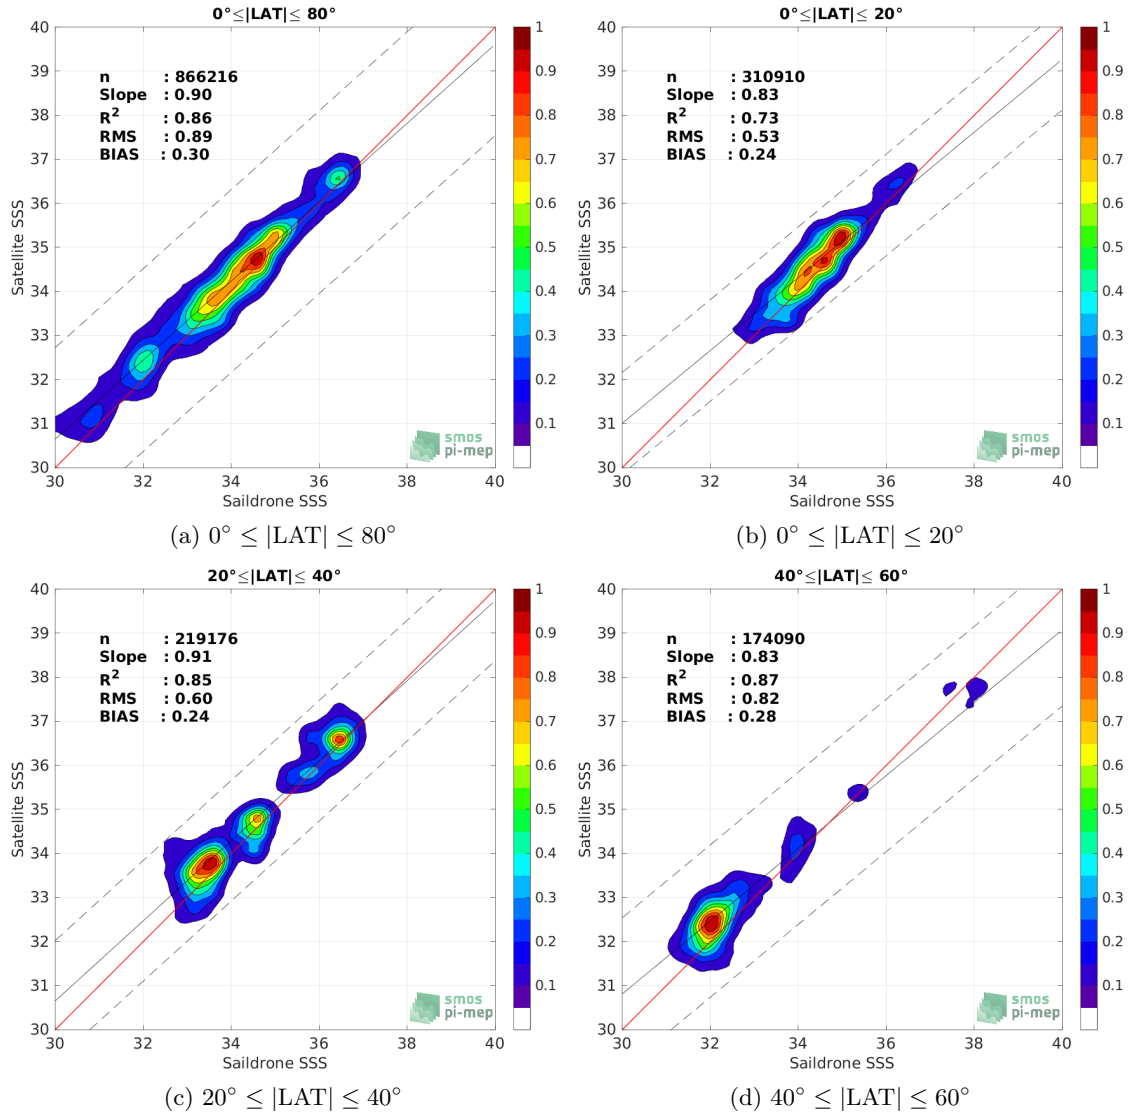 0°≤|LAT|≤ 80°
n : 866216
Slope : 0.90
R² : 0.86
RMS : 0.89
BIAS : 0.30
Satellite SSS
40
39
38
37
36
35
34
33
32
31
30
30 32 34 36 38 40
Saildrone SSS
1
0.9
0.8
0.7
0.6
0.5
0.4
0.3
0.2
0.1
smos
pi-mep
(a) 0° ≤ |LAT| ≤ 80°
0°≤|LAT|≤ 20°
n : 310910
Slope : 0.83
R² : 0.73
RMS : 0.53
BIAS : 0.24
Satellite SSS
40
39
38
37
36
35
34
33
32
31
30
30 32 34 36 38 40
Saildrone SSS
1
0.9
0.8
0.7
0.6
0.5
0.4
0.3
0.2
0.1
smos
pi-mep
(b) 0° ≤ |LAT| ≤ 20°
20°≤|LAT|≤ 40°
n : 219176
Slope : 0.91
R² : 0.85
RMS : 0.60
BIAS : 0.24
Satellite SSS
40
39
38
37
36
35
34
33
32
31
30
30 32 34 36 38 40
Saildrone SSS
1
0.9
0.8
0.7
0.6
0.5
0.4
0.3
0.2
0.1
smos
pi-mep
(c) 20° ≤ |LAT| ≤ 40°
40°≤|LAT|≤ 60°
n : 174090
Slope : 0.83
R² : 0.87
RMS : 0.82
BIAS : 0.28
Satellite SSS
40
39
38
37
36
35
34
33
32
31
30
30 32 34 36 38 40
Saildrone SSS
1
0.9
0.8
0.7
0.6
0.5
0.4
0.3
0.2
0.1
smos
pi-mep
(d) 40° ≤ |LAT| ≤ 60°